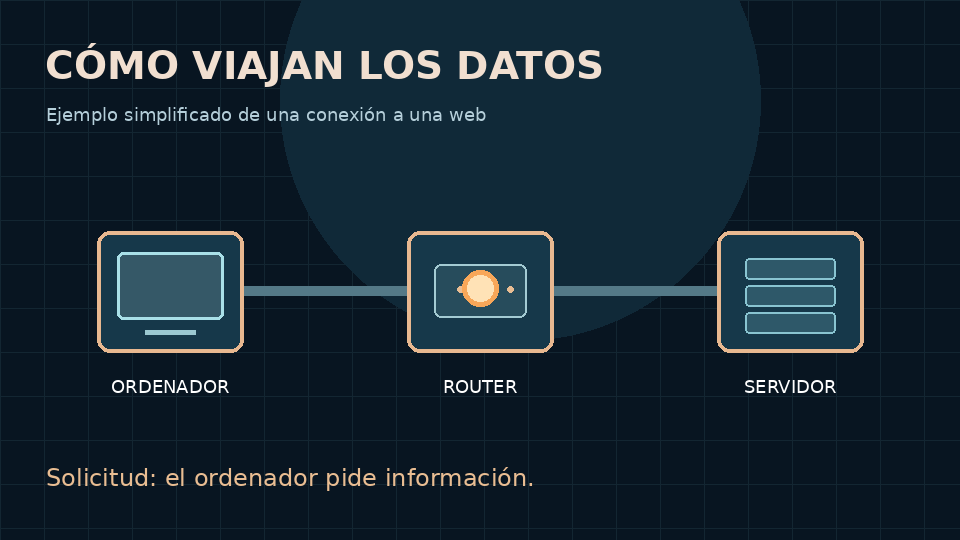 CÓMO VIAJAN LOS DATOS
Ejemplo simplificado de una conexión a una web
ORDENADOR
ROUTER
SERVIDOR
Solicitud: el ordenador pide información.